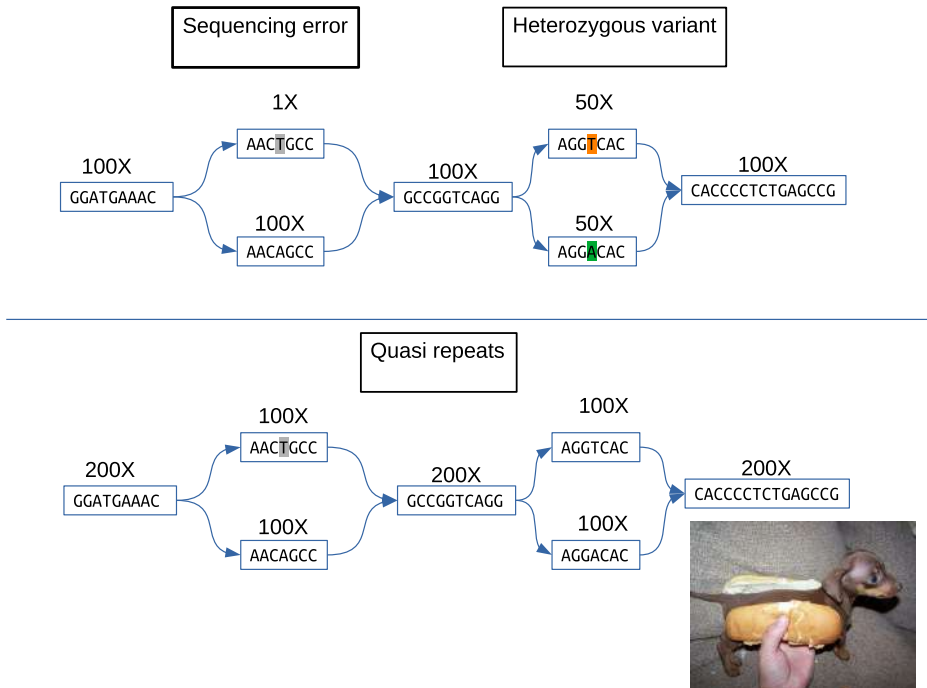 Sequencing error
Heterozygous variant
1X
50X
AACTGCC
AGGTCAC
100X
100X
100X
GGATGAAAC
GCCGGTCAGG
CACCCCTCTGAGCCG
100X
50X
AACAGCC
AGGACAC
Quasi repeats
100X
100X
AACTGCC
AGGTCAC
200X
200X
200X
GGATGAAAC
GCCGGTCAGG
CACCCCTCTGAGCCG
100X
100X
AACAGCC
AGGACAC